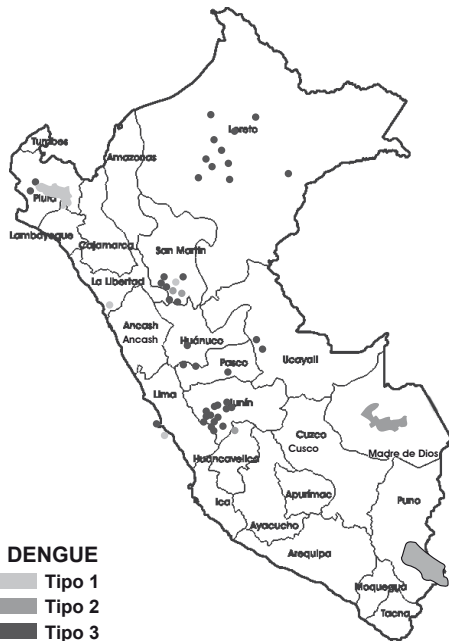 Loreto
Tumbes
Amazonas
Piura
Lambayeque
Cajamarca
San Martín
La Libertad
Ancash
Ancash
Huánuco
Pasco
Ucayali
Lima
Junín
Cuzco
Cusco
Madre de Dios
Huancavelica
Ica
Apurímac
Puno
Ayacucho
Arequipa
Moquegua
Tacna
DENGUE
Tipo 1
Tipo 2
Tipo 3